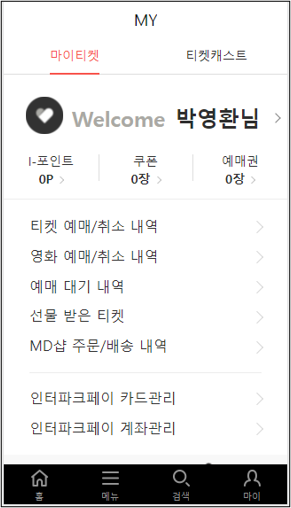 MY
마이티켓 티켓캐스트
Welcome 박영환님
I-포인트 쿠폰 예매권
0P 0장 0장
티켓 예매/취소 내역
영화 예매/취소 내역
예매 대기 내역
선물 받은 티켓
MD샵 주문/배송 내역
인터파크페이 카드관리
인터파크페이 계좌관리
홈 메뉴 검색 마이